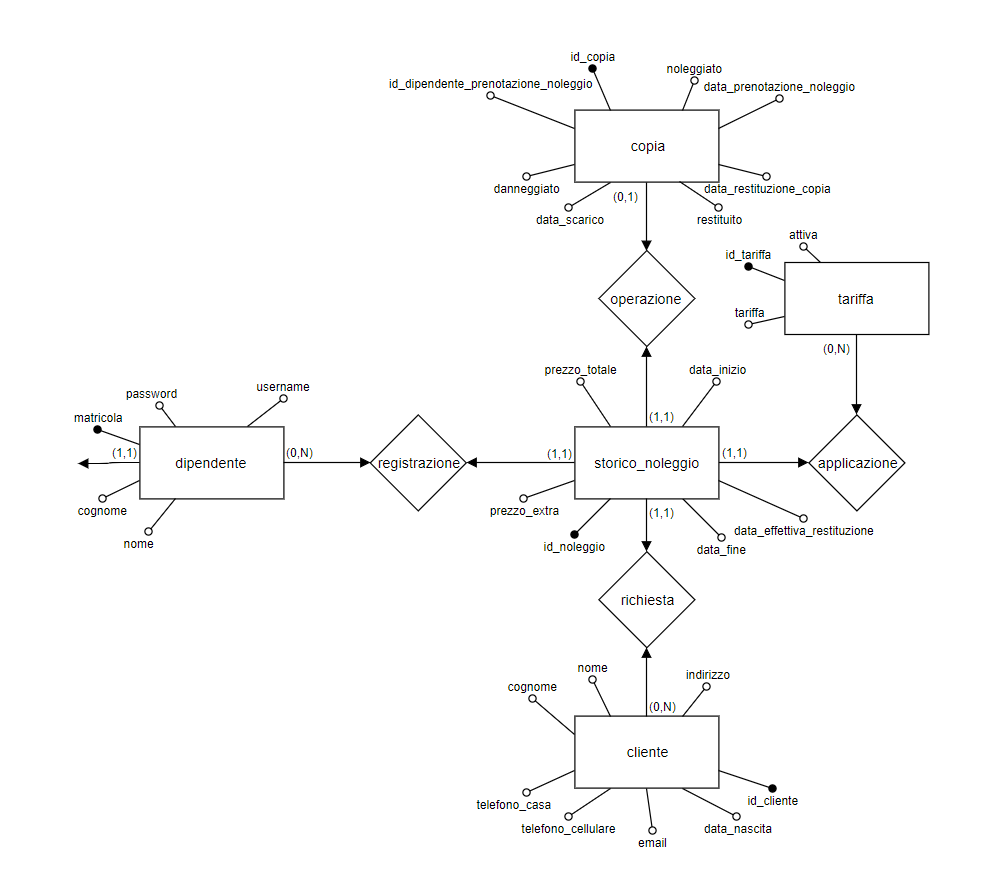 id_copia
noleggiato
id_dipendente_prenotazione_noleggio
data_prenotazione_noleggio
copia
danneggiato
data_restituzione_copia
(0,1)
data_scarico
restituito
attiva
id_tariffa
operazione
tariffa
tariffa
(0,N)
prezzo_totale
data_inizio
username
password
matricola
(1,1)
(1,1)
dipendente
(0,N)
registrazione
(1,1)
storico_noleggio
(1,1)
applicazione
cognome
prezzo_extra
(1,1)
data_effettiva_restituzione
nome
id_noleggio
data_fine
richiesta
nome
indirizzo
cognome
(0,N)
cliente
telefono_casa
id_cliente
telefono_cellulare
data_nascita
email